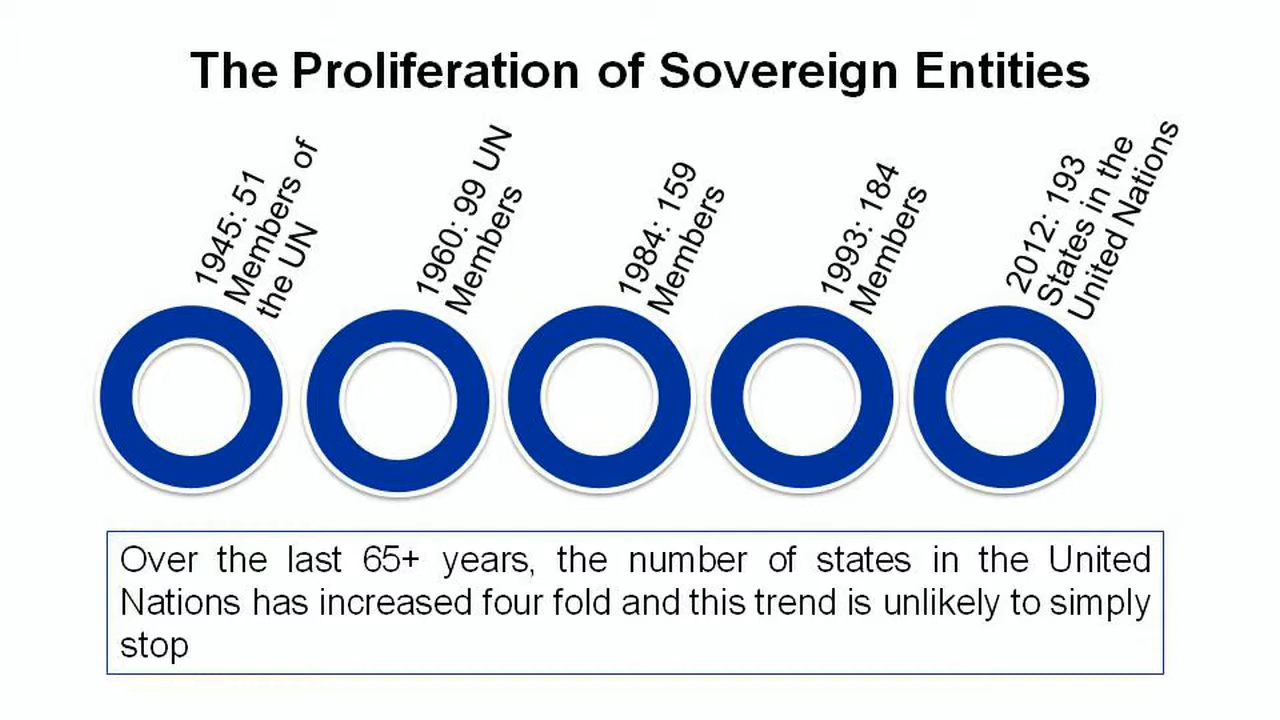 The Proliferation of Sovereign Entities
1945: 51
Members of
the UN
1960: 99 UN
Members
1984: 159
Members
1993: 184
Members
2012: 193
States in the
United Nations
Over the last 65+ years, the number of states in the United
Nations has increased four fold and this trend is unlikely to simply
stop